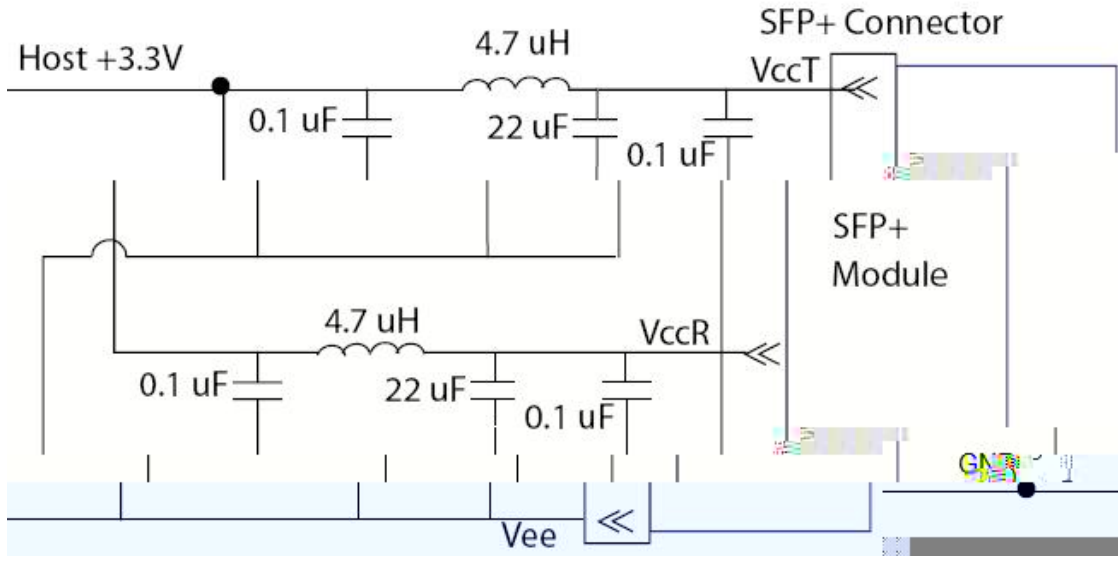 SFP+ Connector
4.7 uH
Host +3.3V
VccT
0.1 uF
22 uF
0.1 uF
SFP+
Module
4.7 uH
VccR
0.1 uF
22 uF
0.1 uF
Vee